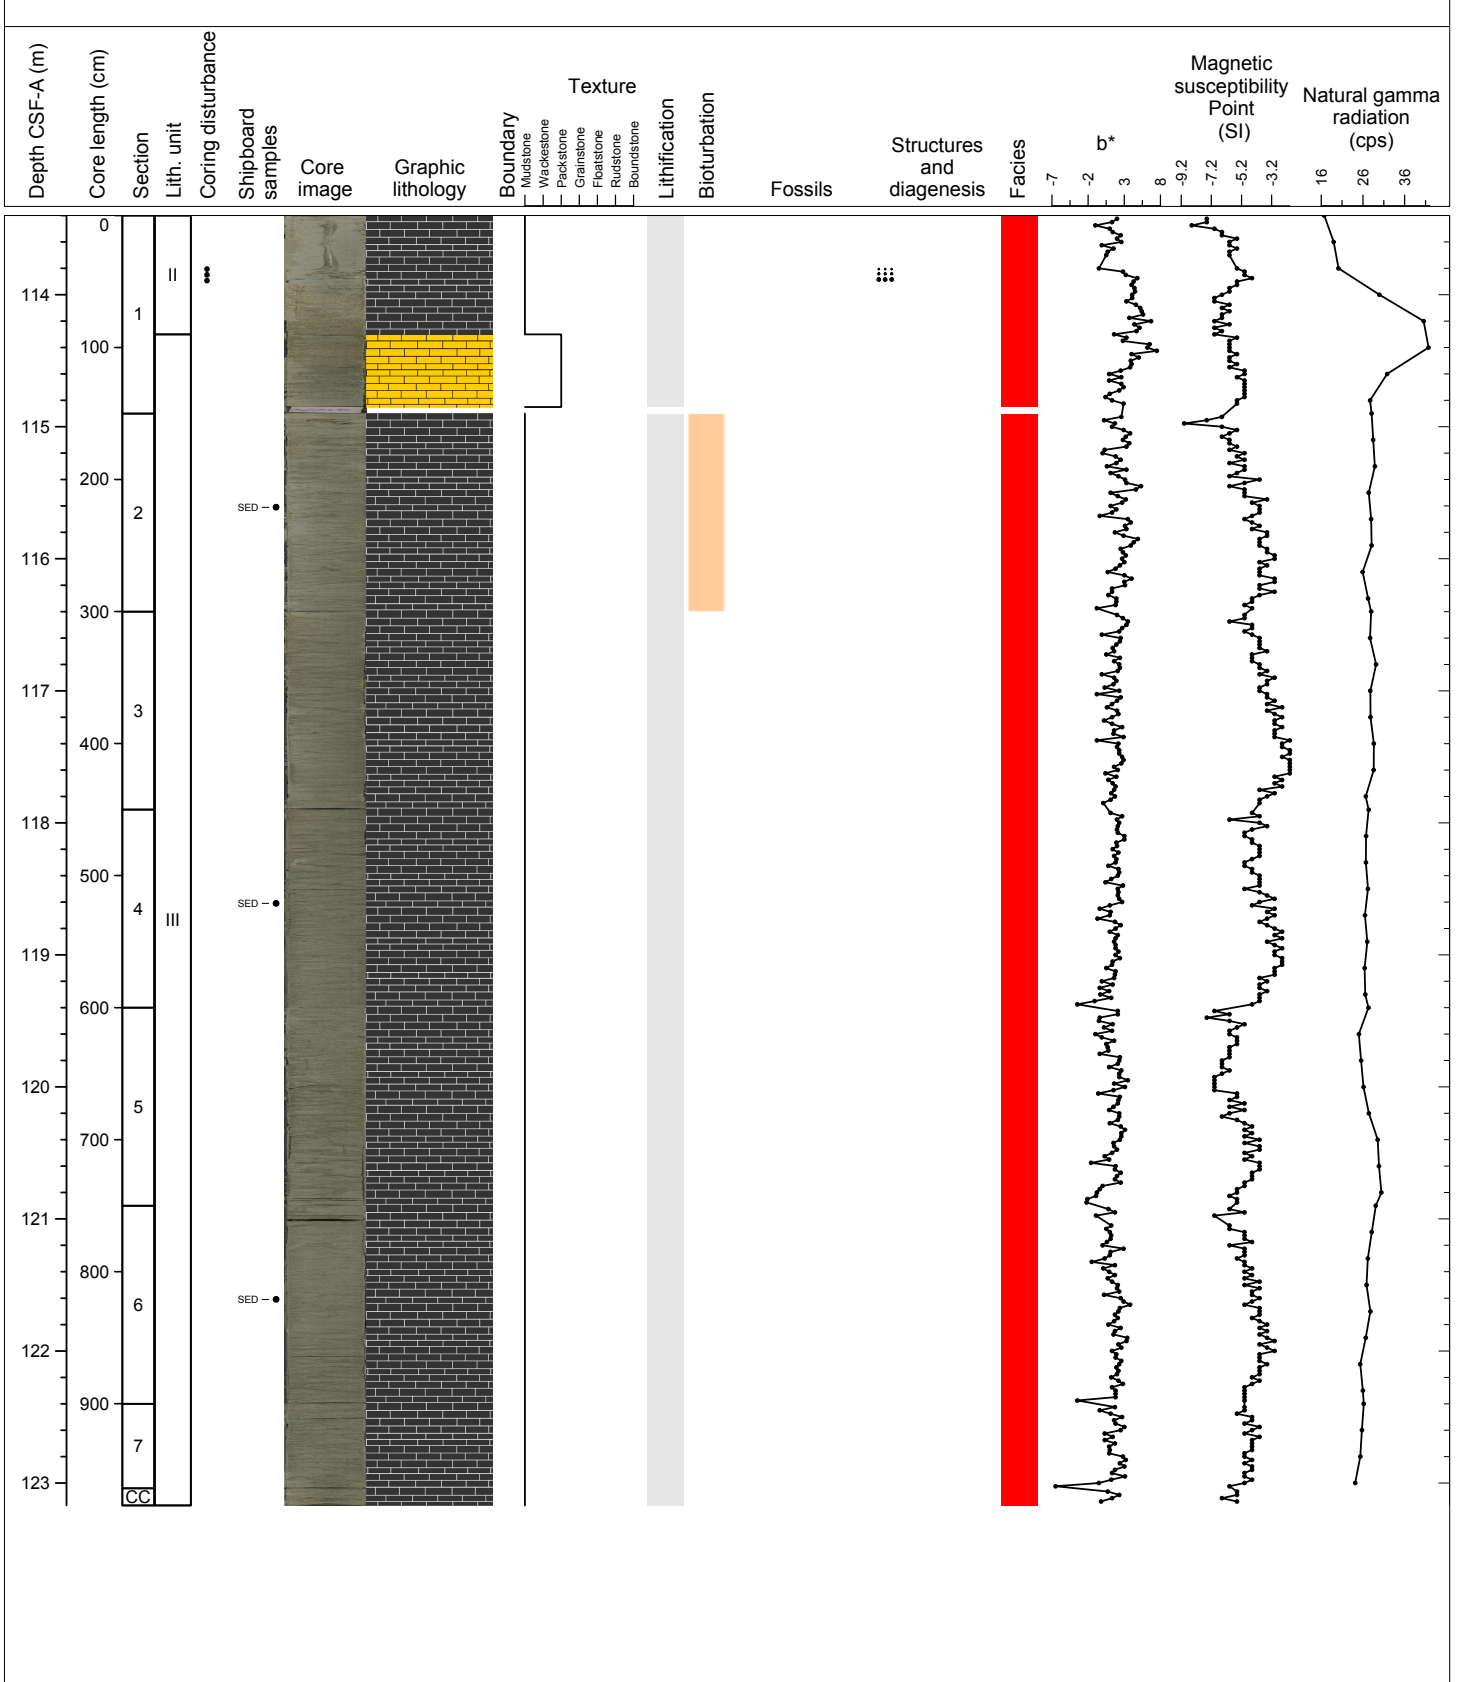 Depth CSF-A (m)
Core length (cm)
Section
Lith. unit
Coring disturbance
Shipboard
samples
Core
image
Graphic
lithology
Boundary
Texture
Mudstone
Wackestone
Packstone
Grainstone
Floatstone
Rudstone
Boundstone
Lithification
Bioturbation
Fossils
Structures
and
diagenesis
Facies
b*
-7 -2 3 8
Magnetic
susceptibility
Point
(SI)
-9.2 -7.2 -5.2 -3.2
Natural gamma
radiation
(cps)
16 26 36
0
II
114
1
100
115
200
2
SED
116
300
117
3
400
118
500
4
III
SED
119
600
120
5
700
121
800
6
SED
122
900
7
123
CC